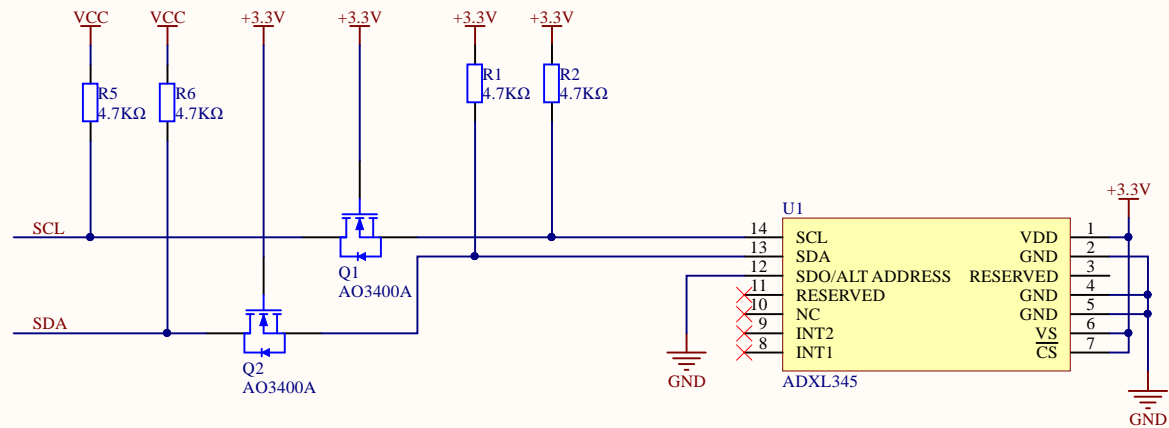 VCC VCC +3.3V +3.3V +3.3V +3.3V
R5 R6 R1 R2
4.7KΩ 4.7KΩ 4.7KΩ 4.7KΩ
+3.3V
U1
SCL
14 SCL VDD 1
13 SDA GND 2
12 SDO/ALT ADDRESS RESERVED 3
11 RESERVED GND 4
10 NC GND 5
9 INT2 VS 6
8 INT1 CS 7
Q1
AO3400A
SDA
Q2
AO3400A
GND
ADXL345
GND